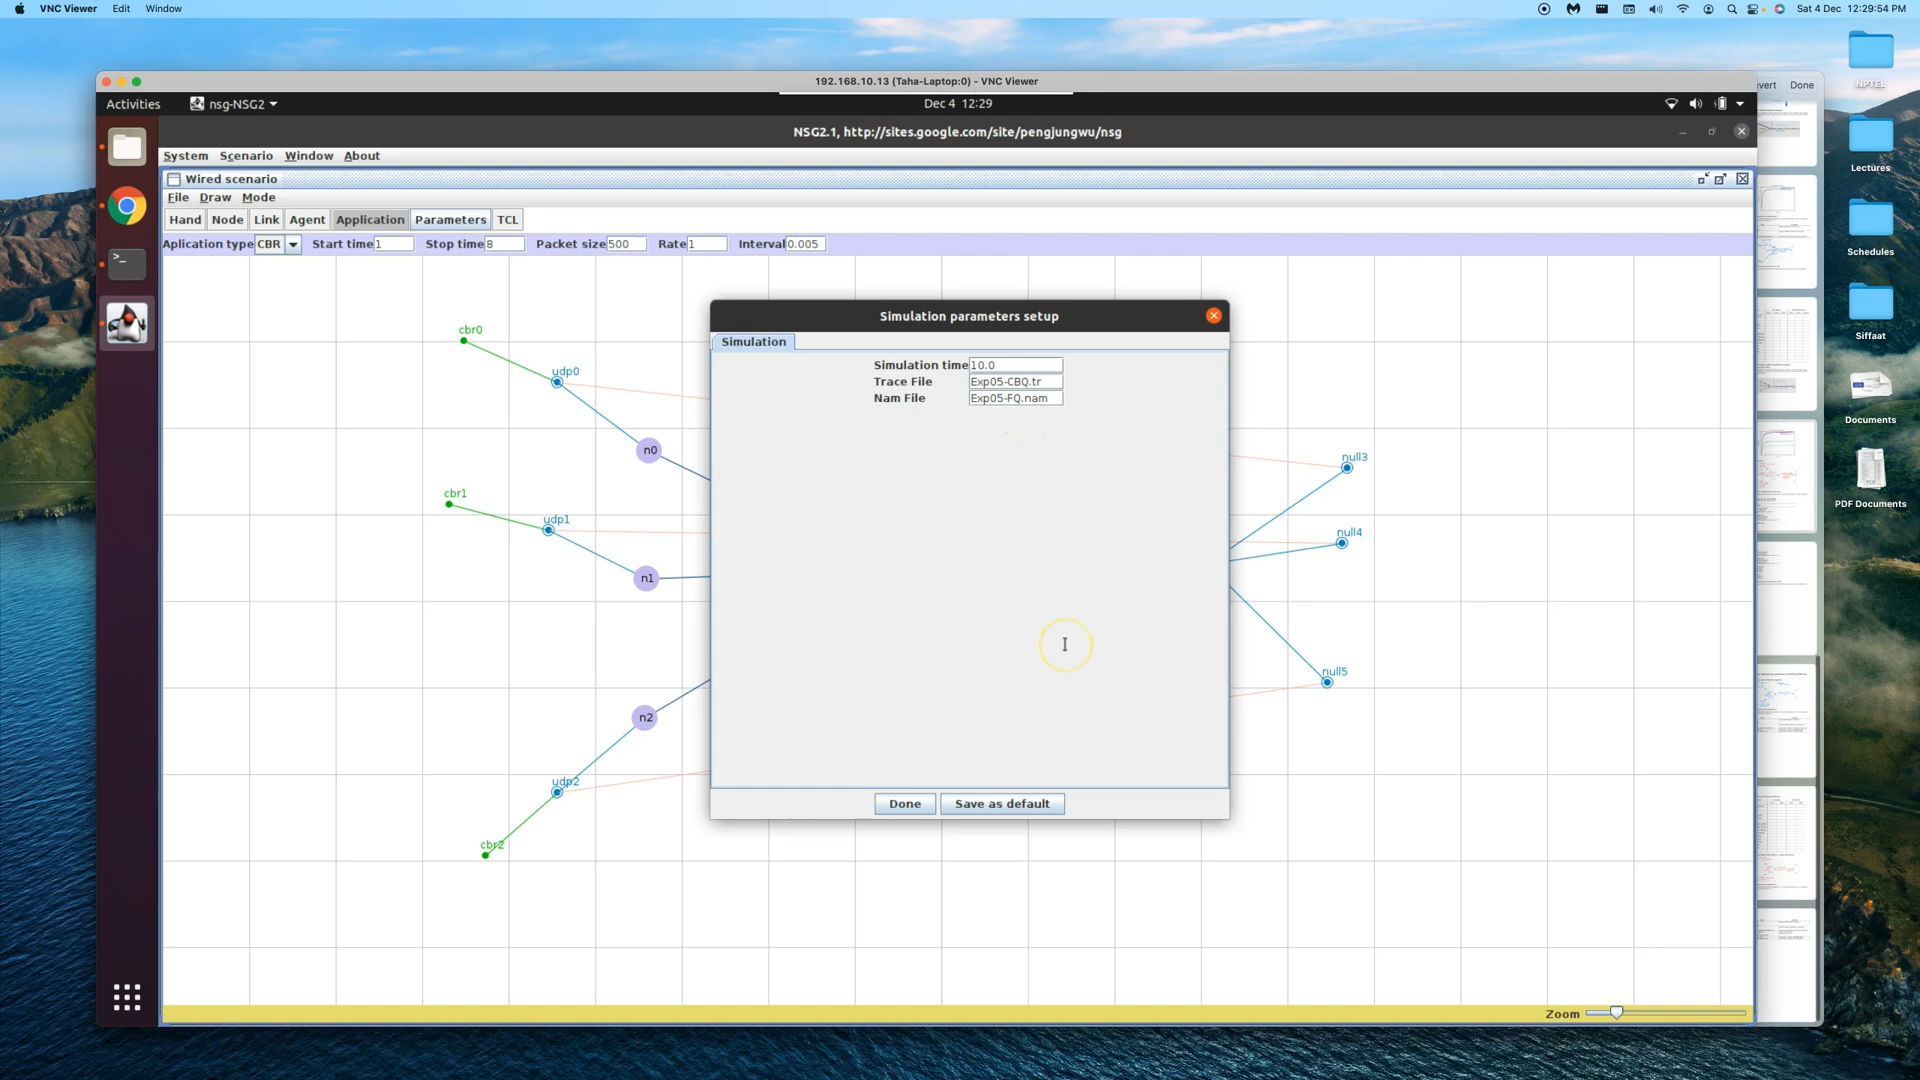 VNC Viewer Edit Window
Sat 4 Dec 12:29:54 PM
192.168.10.13 (Taha-Laptop:0) - VNC Viewer
Activities nsg-NSG2 Dec 4 12:29
NSG2.1, http://sites.google.com/site/pengjungwu/nsg
System Scenario Window About
Wired scenario
File Draw Mode
Hand Node Link Agent Application Parameters TCL
Aplication type CBR Start time 1 Stop time 8 Packet size 500 Rate 1 Interval 0.005
Simulation parameters setup
Simulation
Simulation time 10.0
Trace File Exp05-CBQ.tr
Nam File Exp05-FQ.nam
Done Save as default
cbr0
udp0
n0
cbr1
udp1
n1
n2
udp2
cbr2
null3
null4
null5
Zoom
vert Done
NPTEL
Lectures
Schedules
Siffaat
Documents
PDF
PDF Documents